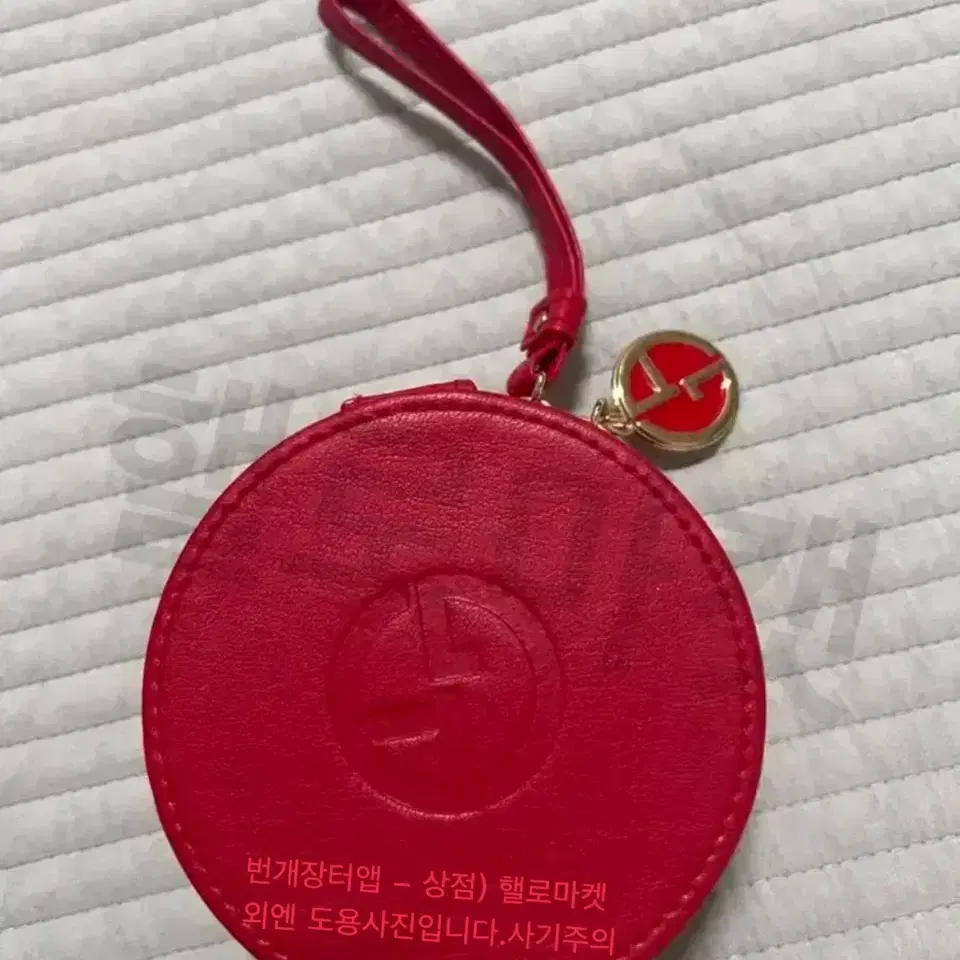 번개장터앱 – 상점) 핼로마켓
외엔 도용사진입니다.사기주의